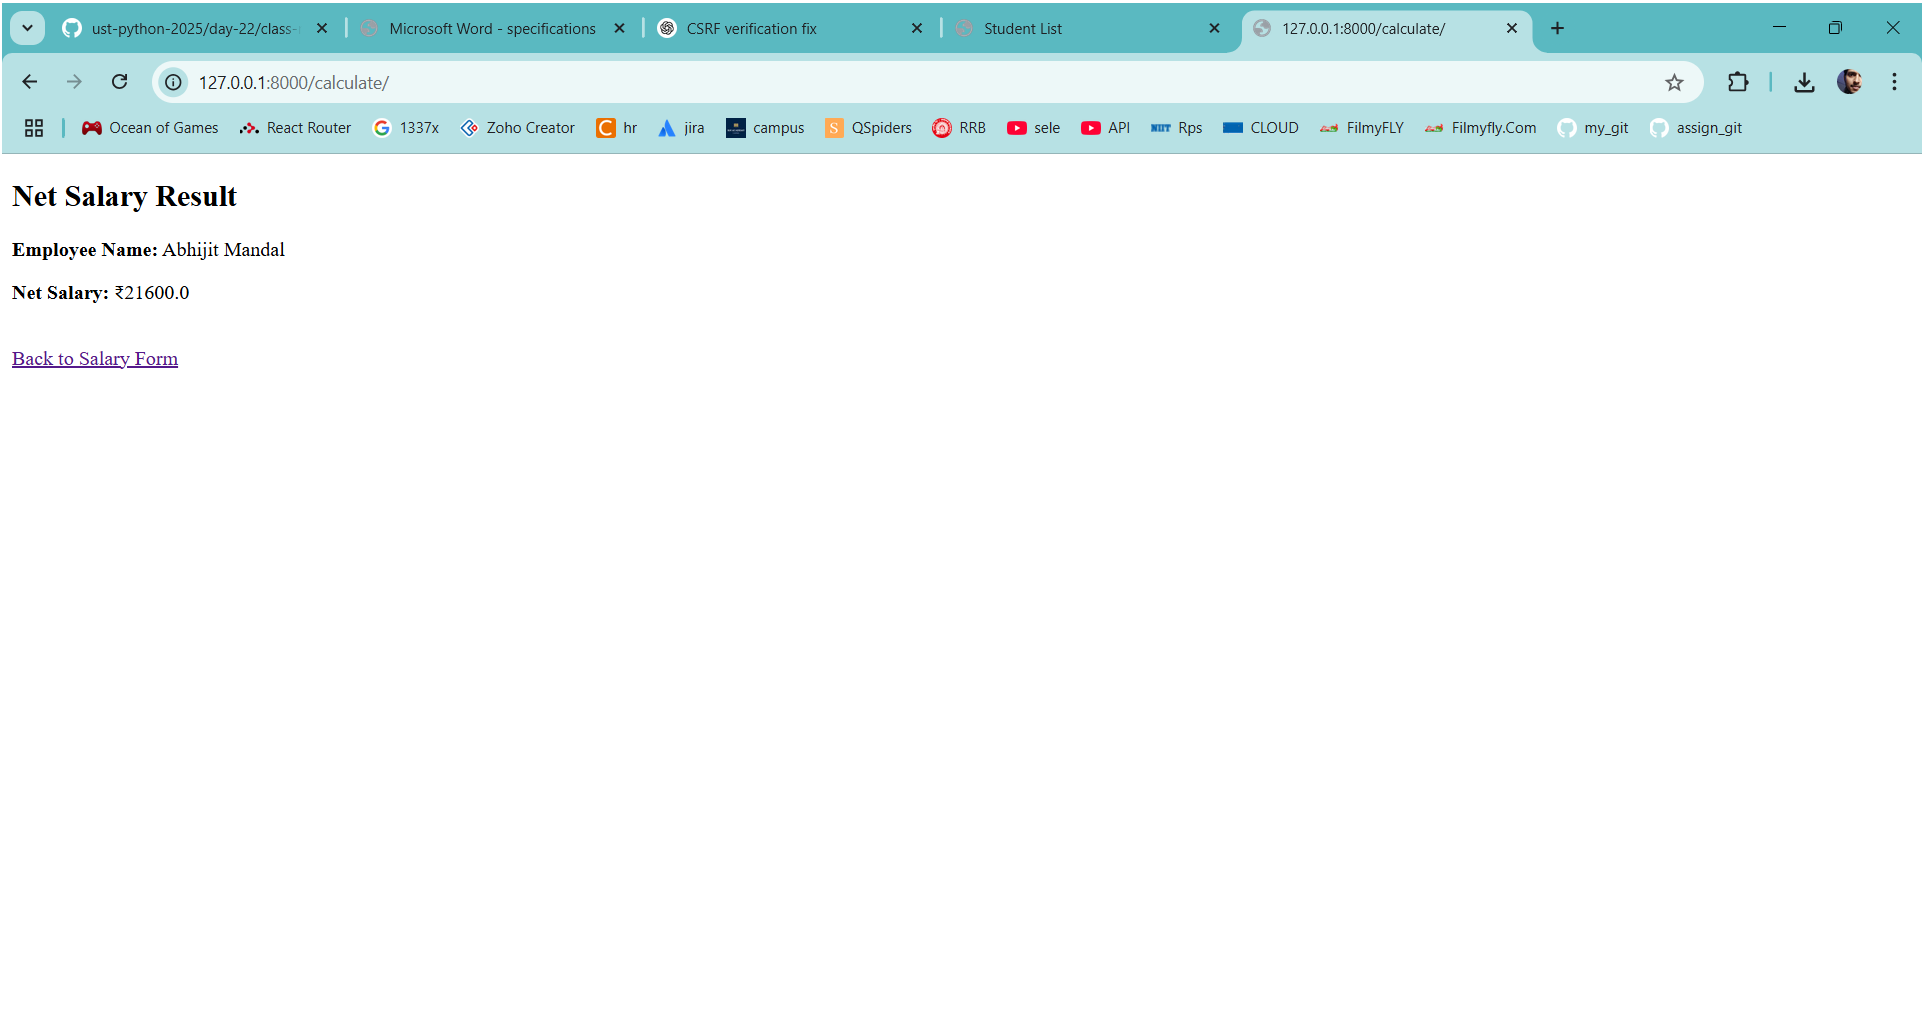 ust-python-2025/day-22/class-
Microsoft Word - specifications
CSRF verification fix
Student List
127.0.0.1:8000/calculate/
127.0.0.1:8000/calculate/
Ocean of Games
React Router
1337x
Zoho Creator
hr
jira
campus
S QSpiders
RRB
sele
API
NIIT Rps
CLOUD
FilmyFLY
Filmyfly.Com
my_git
assign_git
Net Salary Result
Employee Name: Abhijit Mandal
Net Salary: ₹21600.0
Back to Salary Form